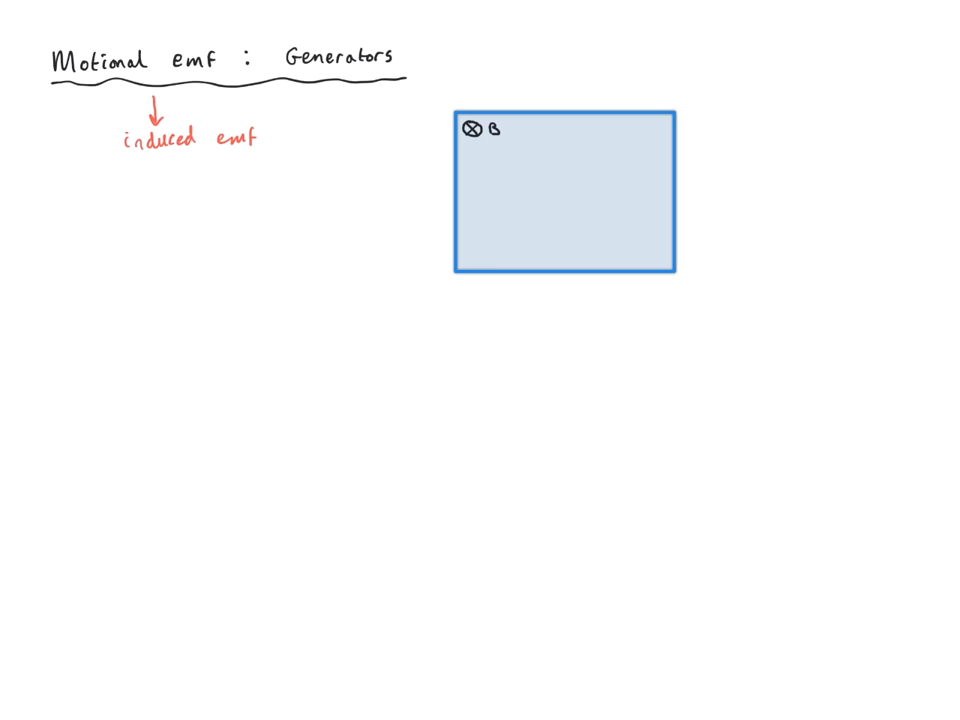 Motional emf : Generators
induced emf
⊗ B